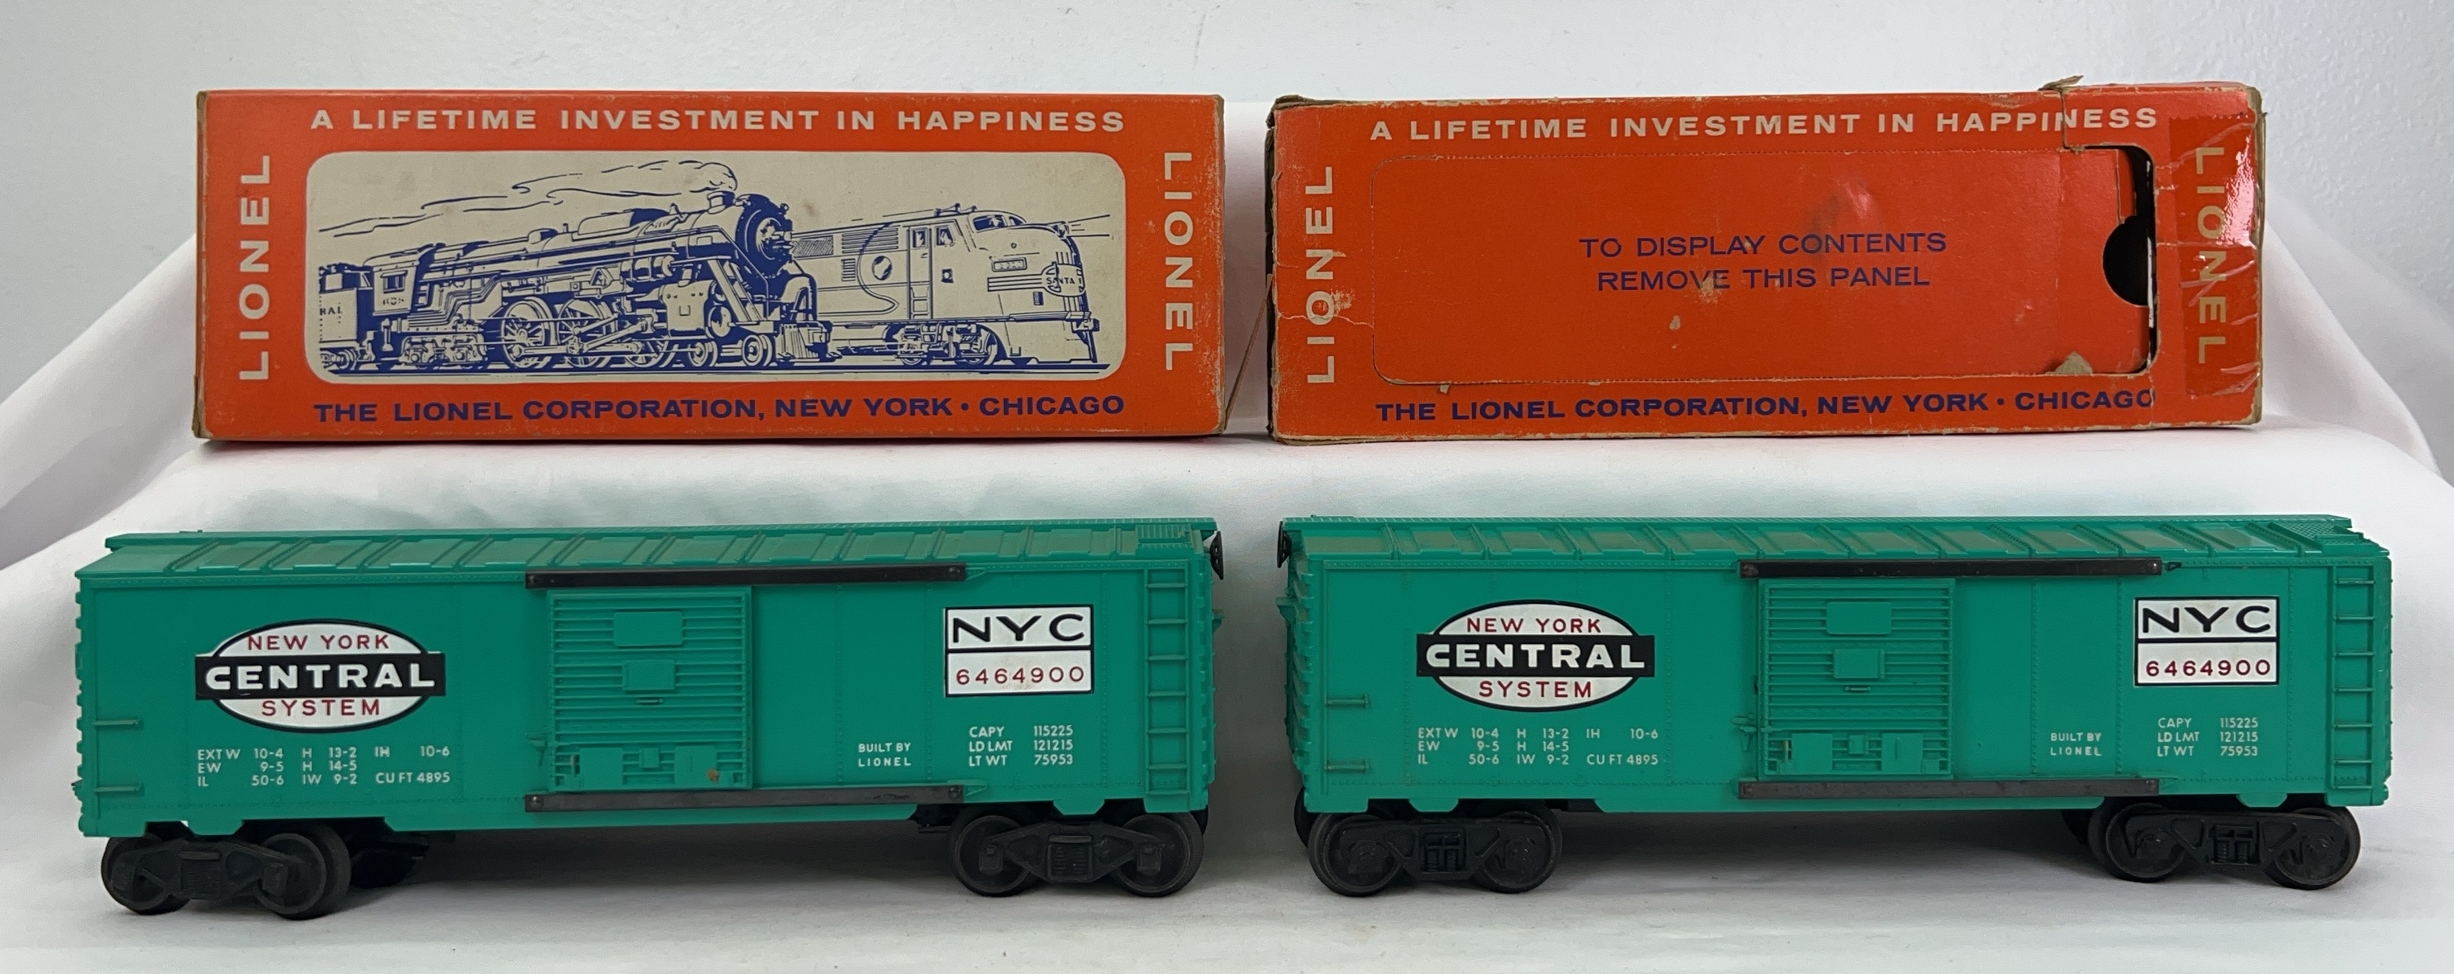 A LIFETIME INVESTMENT IN HAPPINESS
LIONEL
LIONEL
RAL
SANTA
THE LIONEL CORPORATION, NEW YORK • CHICAGO
A LIFETIME INVESTMENT IN HAPPINESS
LIONEL
LIONEL
TO DISPLAY CONTENTS
REMOVE THIS PANEL
THE LIONEL CORPORATION, NEW YORK • CHICAGO
NEW YORK
CENTRAL
SYSTEM
EXT W 10-4 H 13-2 IH 10-6
EW 9-5 H 14-5
IL 50-6 IW 9-2 CU FT 4895
BUILT BY
LIONEL
NYC
6464900
CAPY 115225
LD LMT 121215
LT WT 75953
NEW YORK
CENTRAL
SYSTEM
EXT W 10-4 H 13-2 IH 10-6
EW 9-5 H 14-5
IL 50-6 IW 9-2 CU FT 4895
BUILT BY
LIONEL
NYC
6464900
CAPY 115225
LD LMT 121215
LT WT 75953